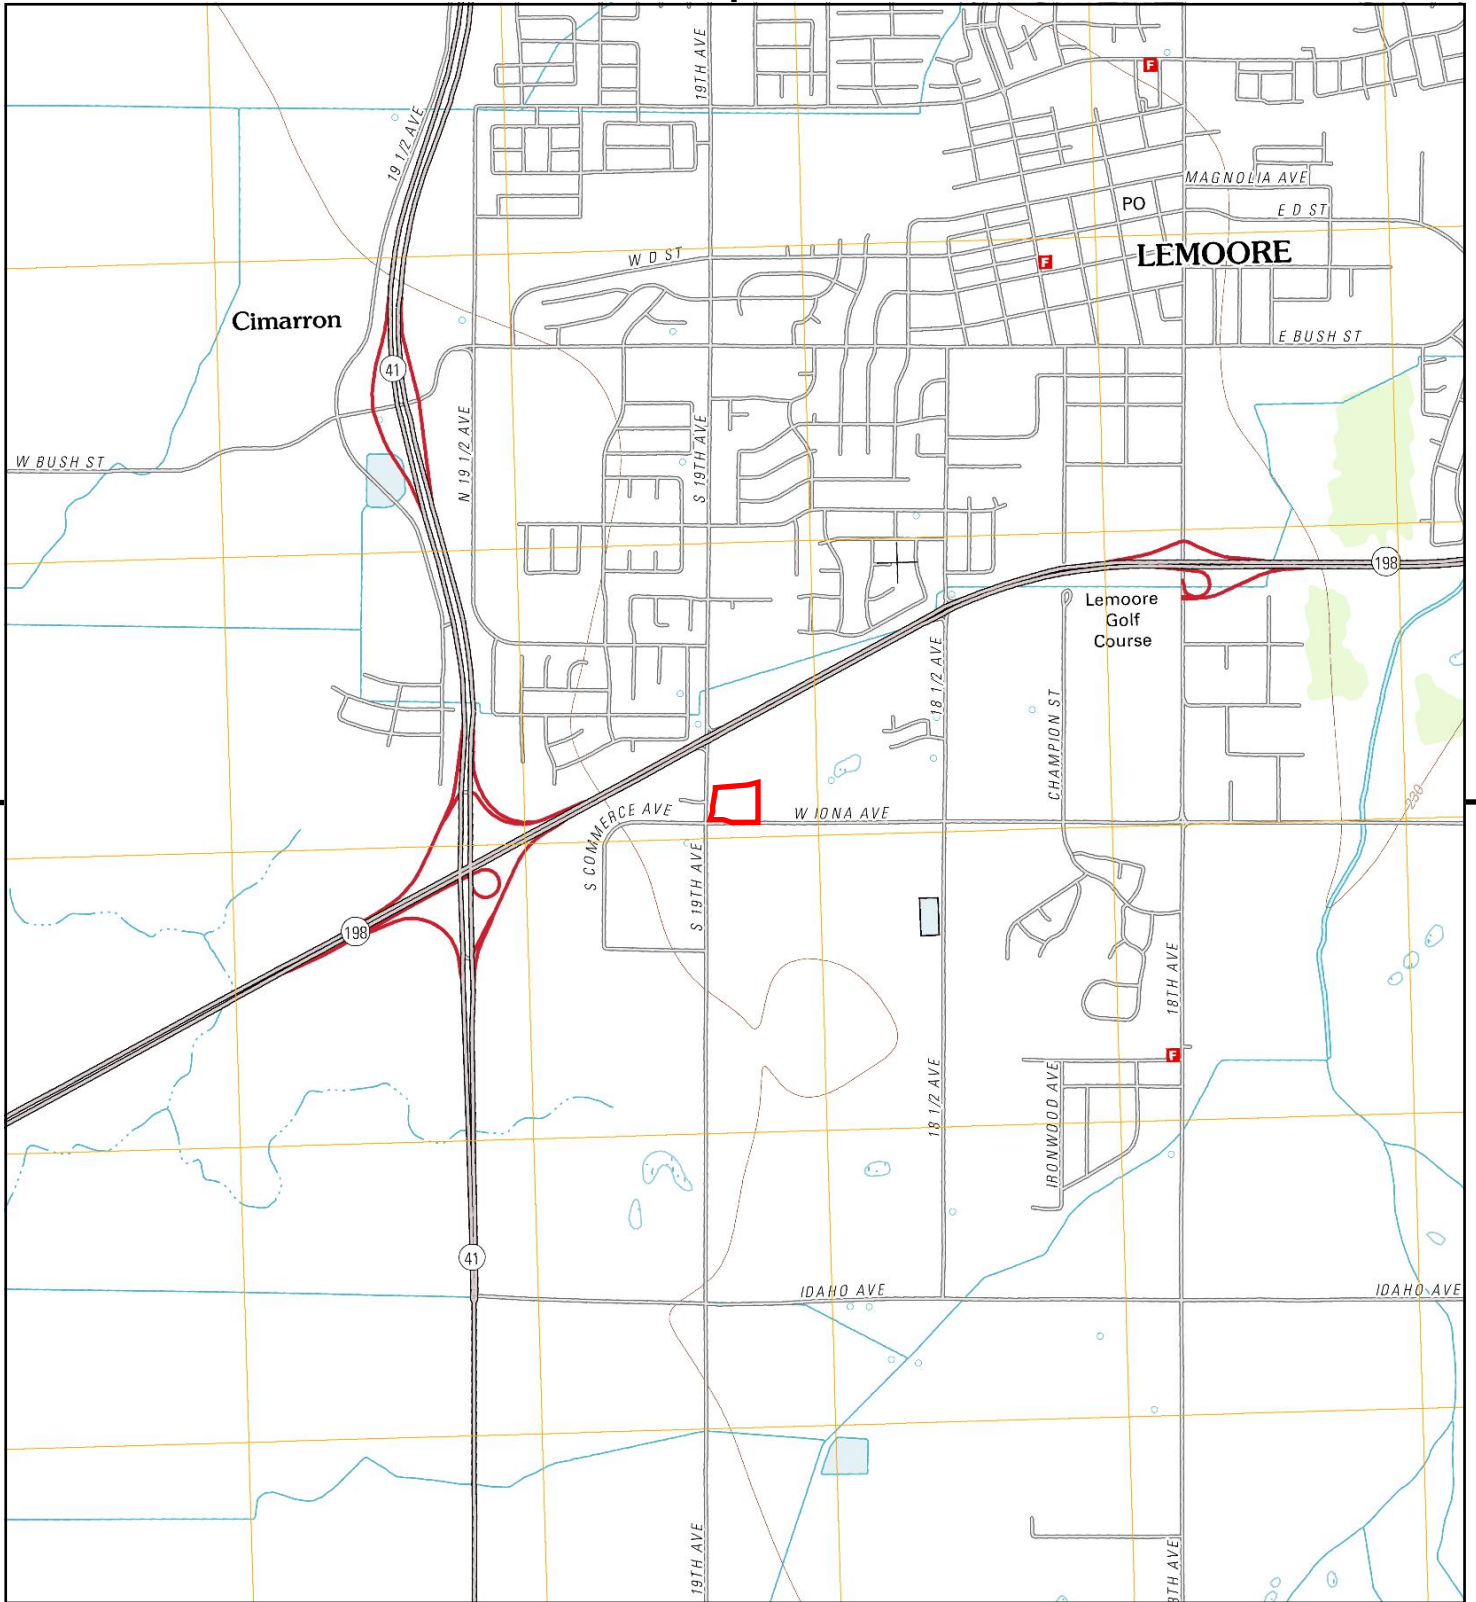 19TH AVE
F
19 1/2 AVE
MAGNOLIA AVE
PO
E D ST
W D ST
LEMOORE
F
Cimarron
E BUSH ST
41
N 19 1/2 AVE
S 19TH AVE
W BUSH ST
198
Lemoore
Golf
Course
18 1/2 AVE
CHAMPION ST
230
S COMMERCE AVE
W IONA AVE
S 19TH AVE
198
18TH AVE
F
18 1/2 AVE
IRONWOOD AVE
41
IDAHO AVE
IDAHO AVE
19TH AVE
8TH AVE